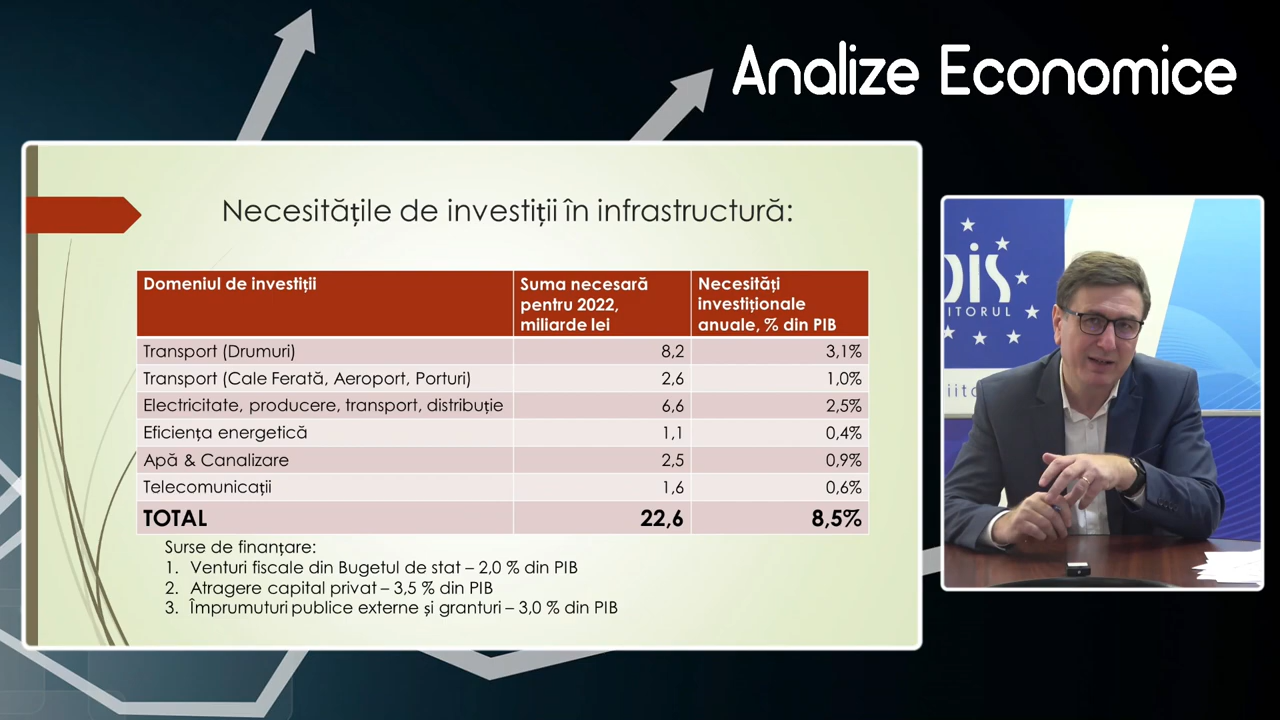 Analize Economice
Necesitățile de investiții în infrastructură:
Domeniul de investiții
Suma necesară
pentru 2022,
miliarde lei
Necesități
investiționale
anuale, % din PIB
Transport (Drumuri) 8,2 3,1%
Transport (Cale Ferată, Aeroport, Porturi) 2,6 1,0%
Electricitate, producere, transport, distribuție 6,6 2,5%
Eficiența energetică 1,1 0,4%
Apă & Canalizare 2,5 0,9%
Telecomunicații 1,6 0,6%
TOTAL 22,6 8,5%
Surse de finanțare:
1. Venturi fiscale din Bugetul de stat – 2,0 % din PIB
2. Atragere capital privat – 3,5 % din PIB
3. Împrumuturi publice externe și granturi – 3,0 % din PIB
IS
ITORUL
iito